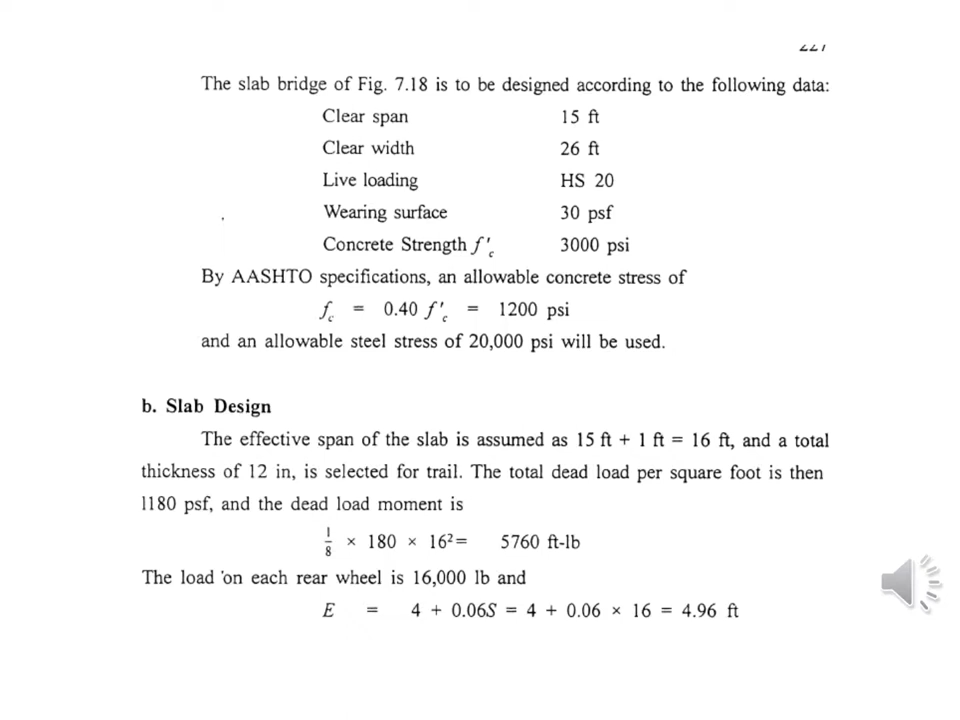 The slab bridge of Fig. 7.18 is to be designed according to the following data:
Clear span 15 ft
Clear width 26 ft
Live loading HS 20
Wearing surface 30 psf
Concrete Strength f'c 3000 psi
By AASHTO specifications, an allowable concrete stress of
fc = 0.40 f'c = 1200 psi
and an allowable steel stress of 20,000 psi will be used.
b. Slab Design
The effective span of the slab is assumed as 15 ft + 1 ft = 16 ft, and a total
thickness of 12 in, is selected for trail. The total dead load per square foot is then
1180 psf, and the dead load moment is
1/8 × 180 × 16²= 5760 ft-lb
The load on each rear wheel is 16,000 lb and
E = 4 + 0.06S = 4 + 0.06 × 16 = 4.96 ft